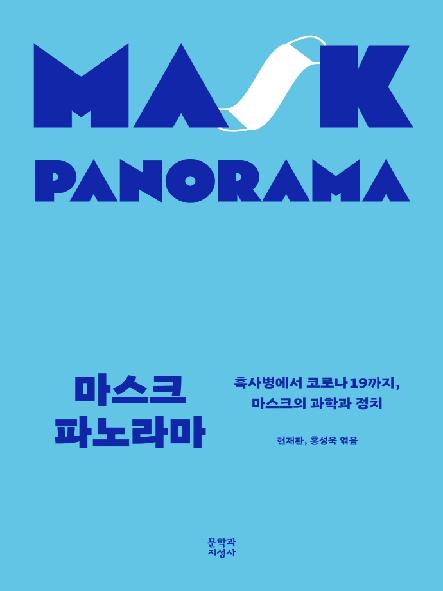 MASK
PANORAMA
마스크
파노라마
흑사병에서 코로나19까지,
마스크의 과학과 정치
현재환, 홍성욱 엮음
문학과
지성사